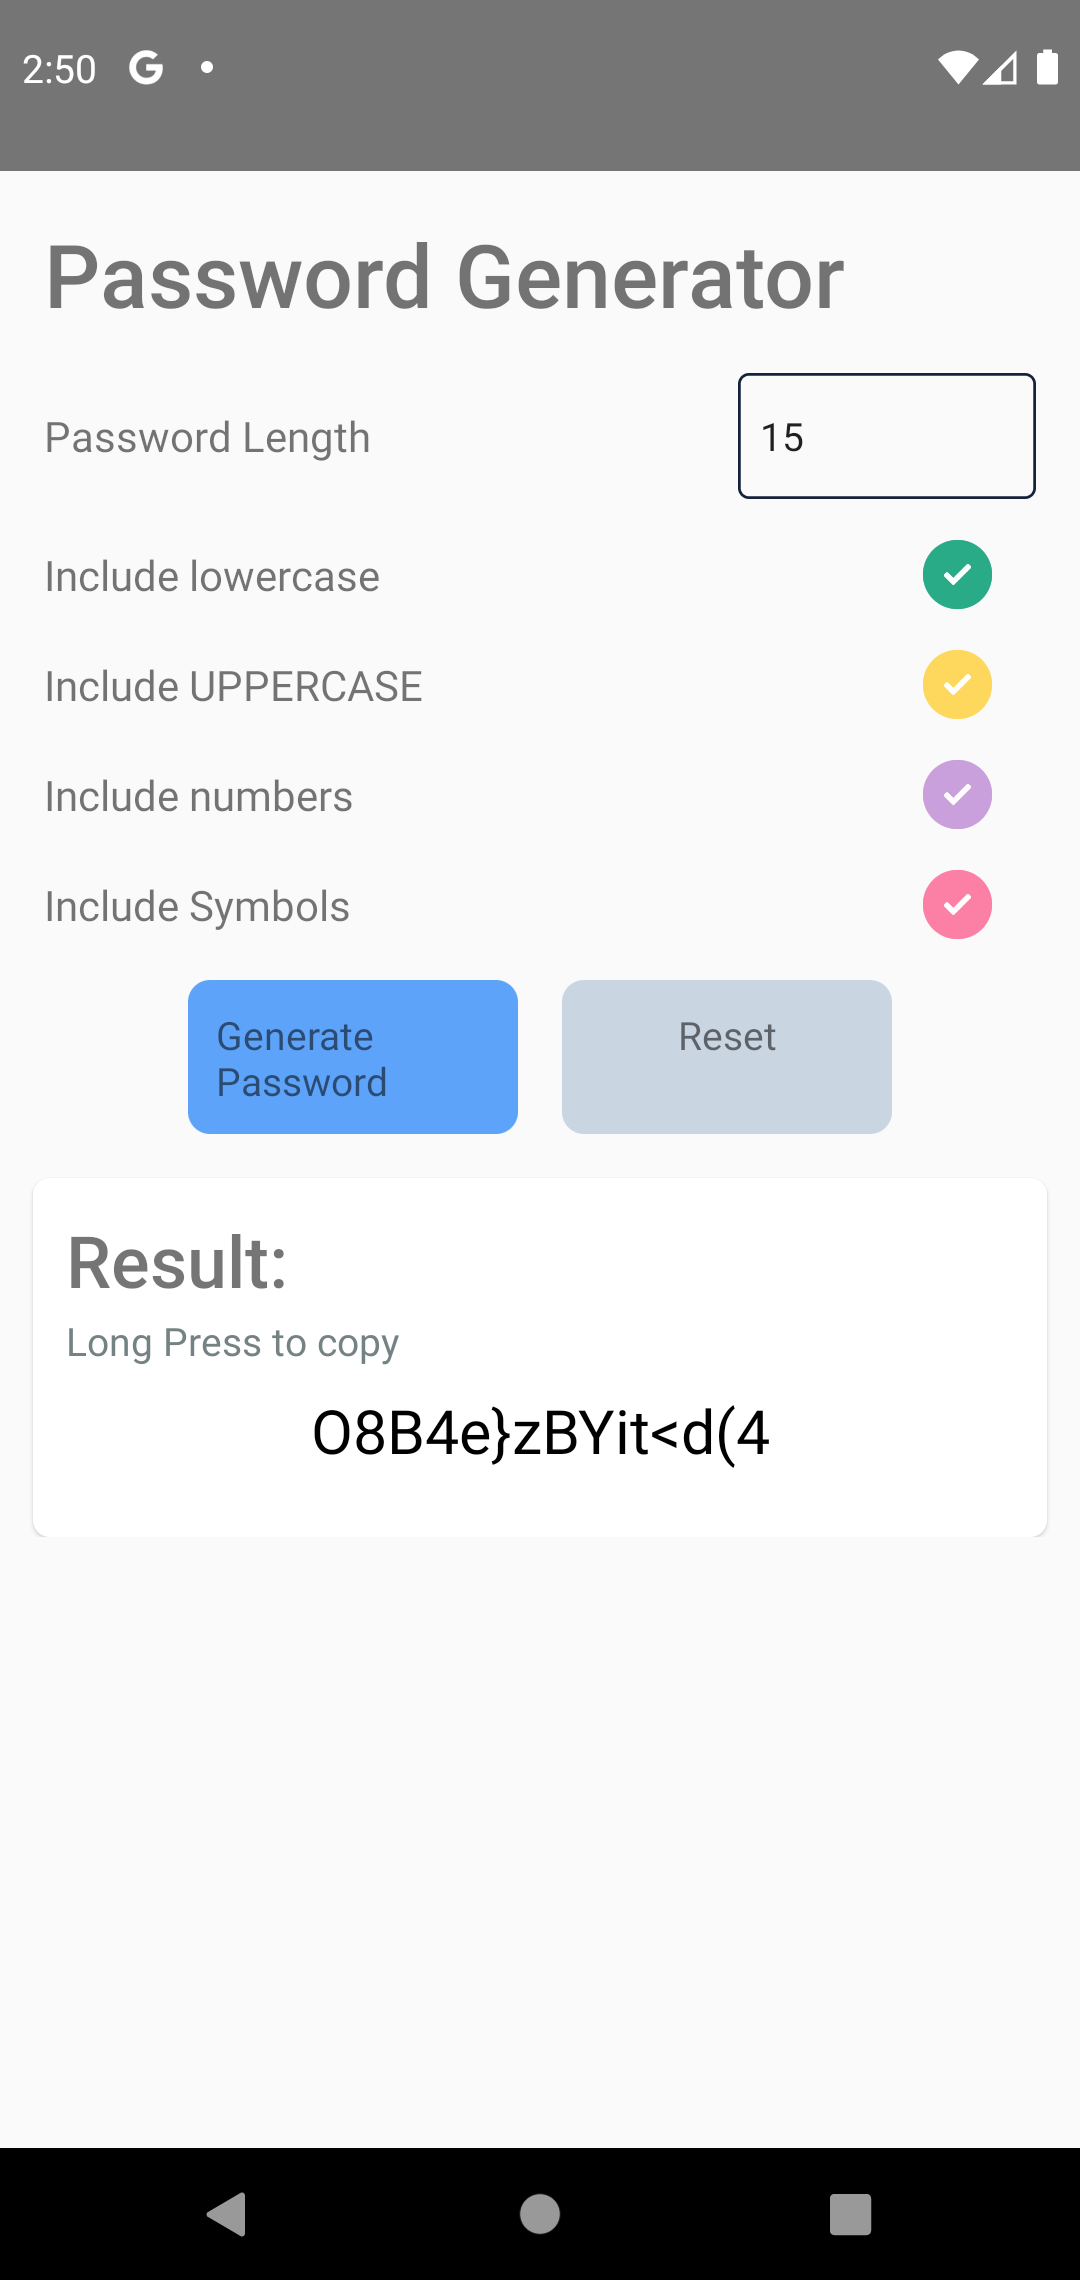 2:50
Password Generator
Password Length
15
Include lowercase
Include UPPERCASE
Include numbers
Include Symbols
Generate
Password
Reset
Result:
Long Press to copy
O8B4e}zBYit<d(4